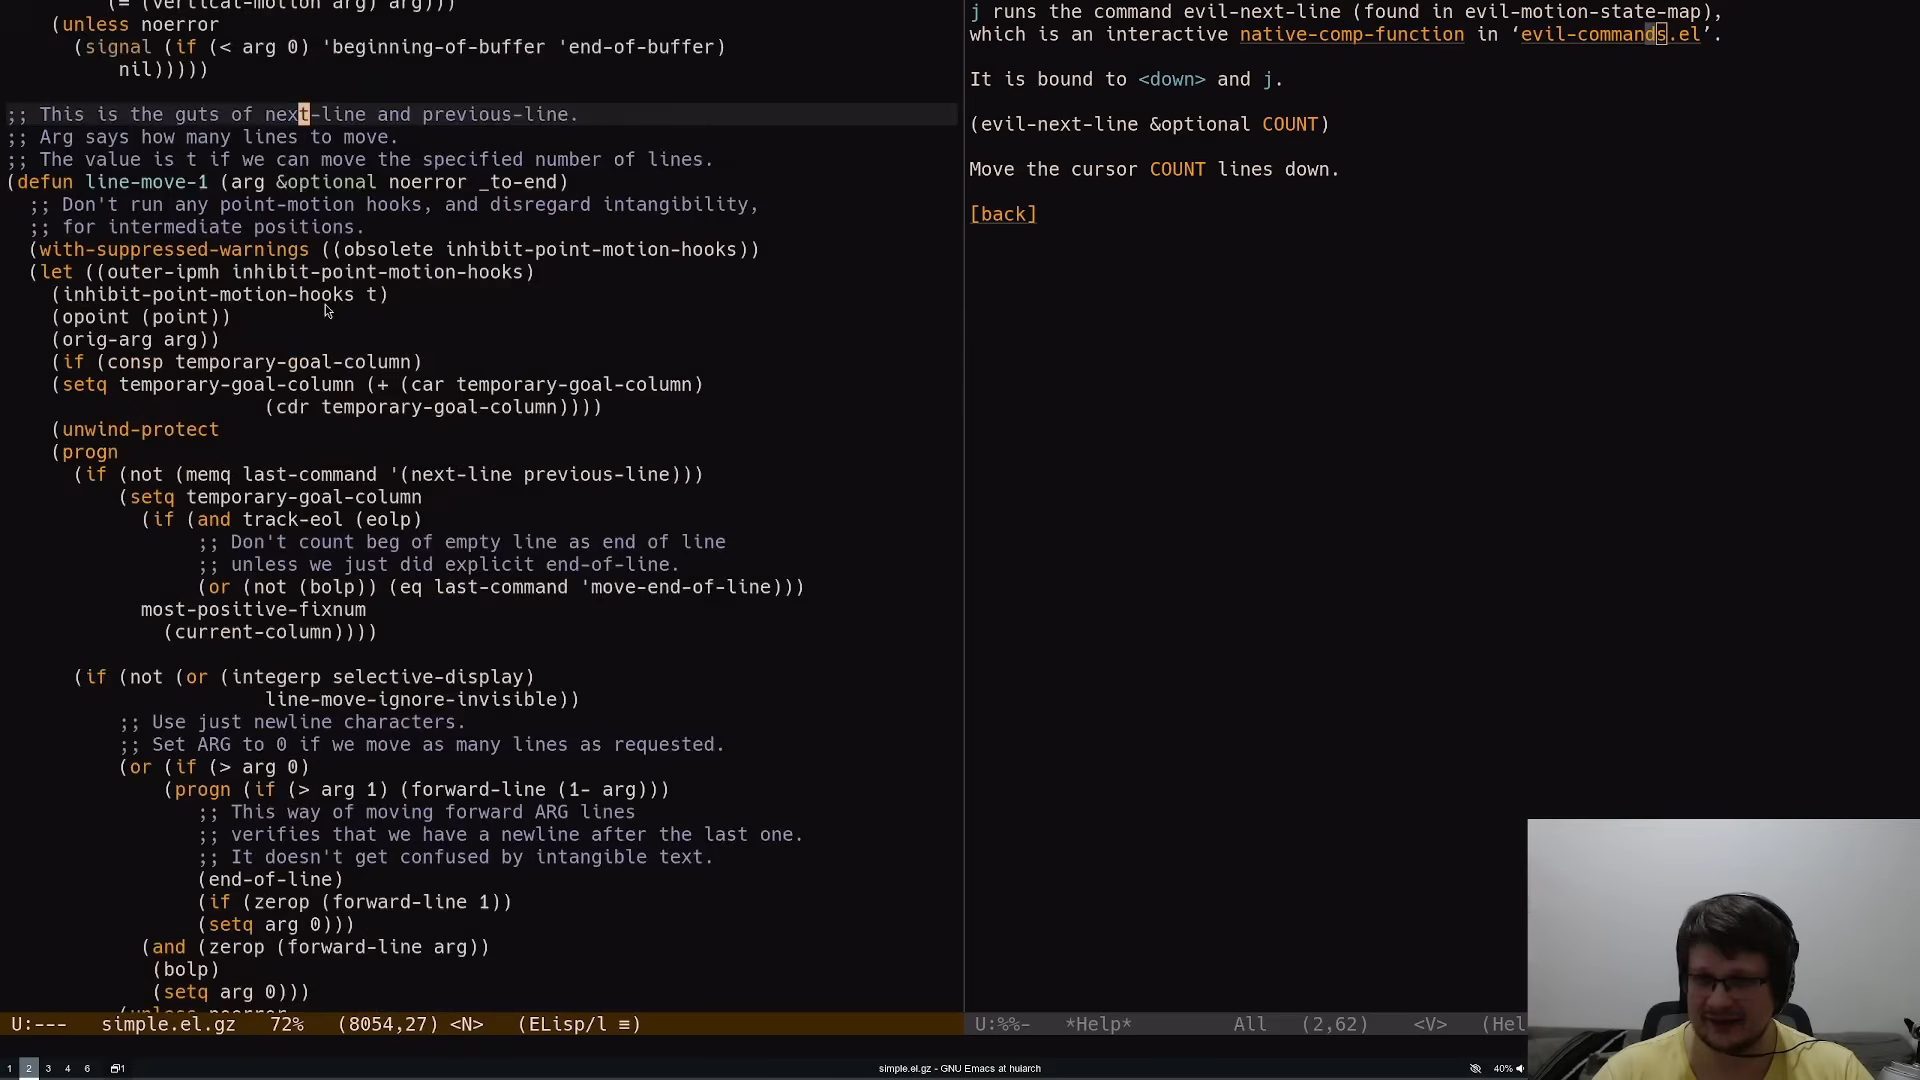 (= (vertical-motion arg) arg)))
(unless noerror
(signal (if (< arg 0) 'beginning-of-buffer 'end-of-buffer)
nil)))))
;; This is the guts of next-line and previous-line.
;; Arg says how many lines to move.
;; The value is t if we can move the specified number of lines.
(defun line-move-1 (arg &optional noerror _to-end)
;; Don't run any point-motion hooks, and disregard intangibility,
;; for intermediate positions.
(with-suppressed-warnings ((obsolete inhibit-point-motion-hooks))
(let ((outer-ipmh inhibit-point-motion-hooks)
(inhibit-point-motion-hooks t)
(opoint (point))
(orig-arg arg))
(if (consp temporary-goal-column)
(setq temporary-goal-column (+ (car temporary-goal-column)
(cdr temporary-goal-column))))
(unwind-protect
(progn
(if (not (memq last-command '(next-line previous-line)))
(setq temporary-goal-column
(if (and track-eol (eolp)
;; Don't count beg of empty line as end of line
;; unless we just did explicit end-of-line.
(or (not (bolp)) (eq last-command 'move-end-of-line)))
most-positive-fixnum
(current-column))))
(if (not (or (integerp selective-display)
line-move-ignore-invisible))
;; Use just newline characters.
;; Set ARG to 0 if we move as many lines as requested.
(or (if (> arg 0)
(progn (if (> arg 1) (forward-line (1- arg)))
;; This way of moving forward ARG lines
;; verifies that we have a newline after the last one.
;; It doesn't get confused by intangible text.
(end-of-line)
(if (zerop (forward-line 1))
(setq arg 0)))
(and (zerop (forward-line arg))
(bolp)
(setq arg 0)))
(unless noerror
U:--- simple.el.gz 72% (8054,27) <N> (ELisp/l ≡)
j runs the command evil-next-line (found in evil-motion-state-map),
which is an interactive native-comp-function in ‘evil-commands.el’.
It is bound to <down> and j.
(evil-next-line &optional COUNT)
Move the cursor COUNT lines down.
[back]
U:%%- *Help* All (2,62) <V> (Hel
1 2 3 4 6 1 simple.el.gz - GNU Emacs at huiarch 40%